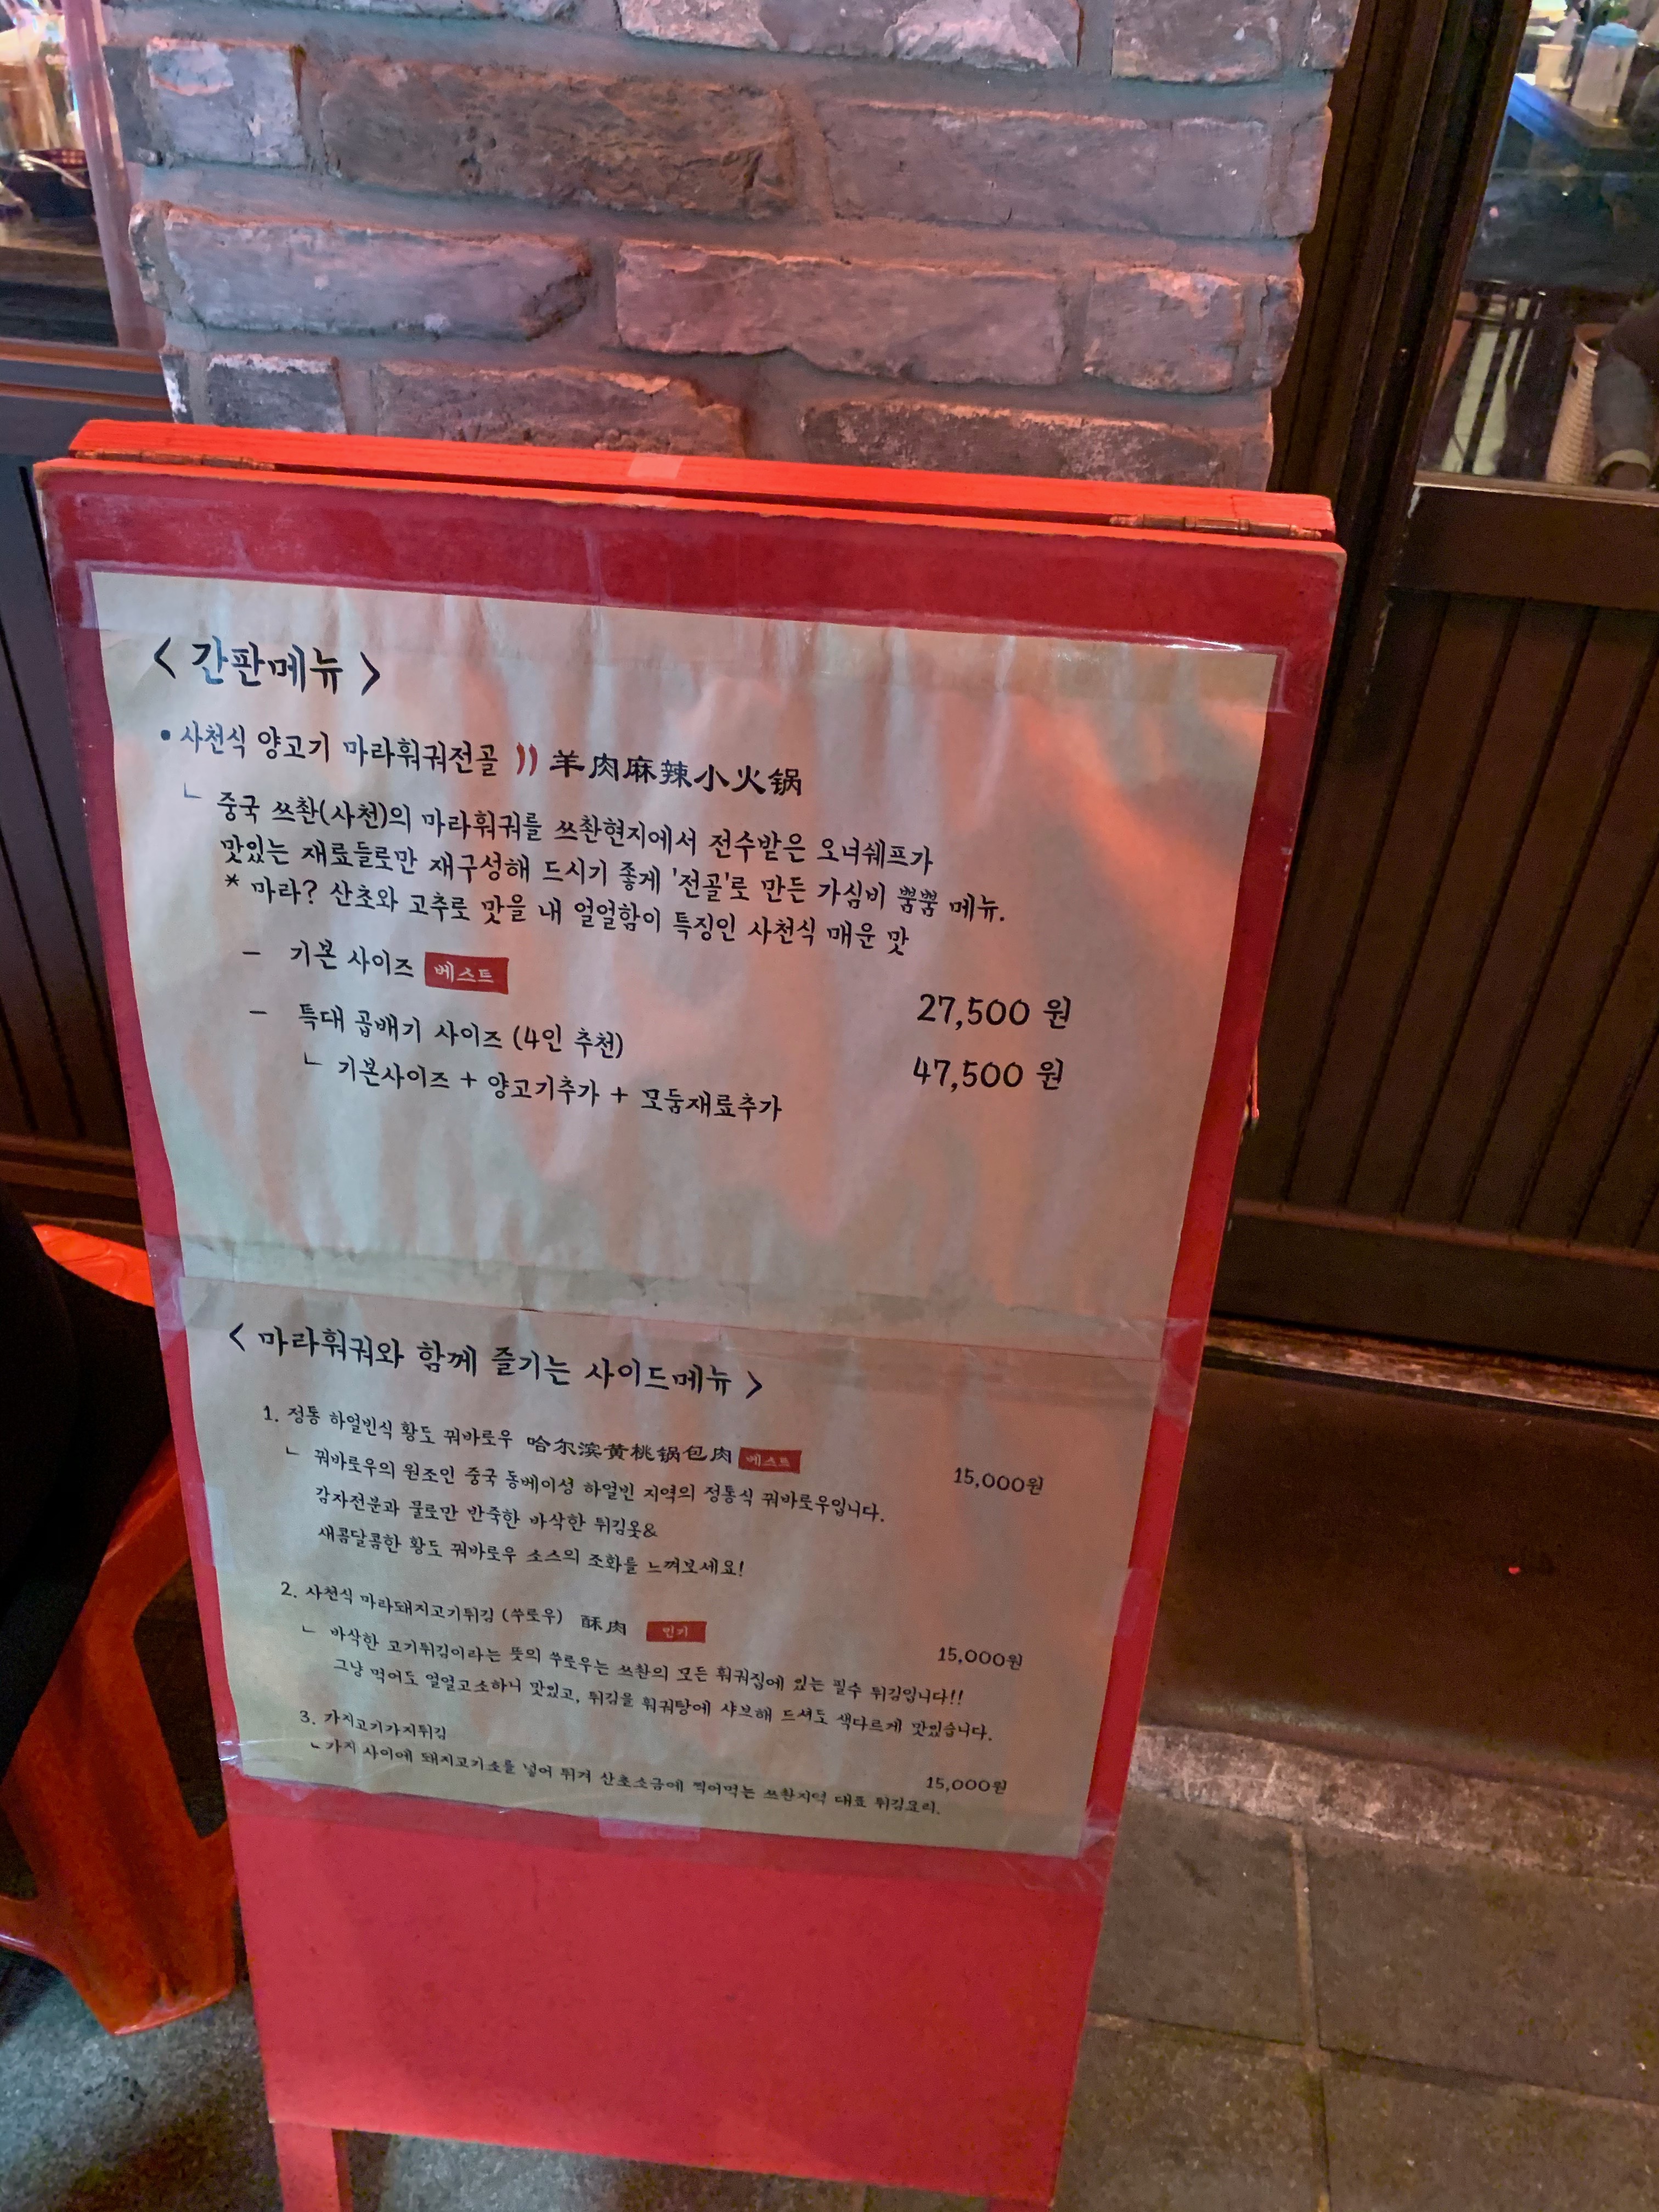 < 간판메뉴 >
• 사천식 양고기 마라훠궈전골 羊肉麻辣小火锅
ㄴ 중국 쓰촨(사천)의 마라훠궈를 쓰촨현지에서 전수받은 오너쉐프가
맛있는 재료들로만 재구성해 드시기 좋게 '전골'로 만든 가심비 뿜뿜 메뉴.
* 마라? 산초와 고추로 맛을 내 얼얼함이 특징인 사천식 매운 맛
– 기본 사이즈 베스트 27,500 원
– 특대 곱배기 사이즈 (4인 추천) 47,500 원
ㄴ 기본사이즈 + 양고기추가 + 모둠재료추가
< 마라훠궈와 함께 즐기는 사이드메뉴 >
1. 정통 하얼빈식 황도 꿔바로우 哈尔滨黄桃锅包肉 베스트 15,000원
ㄴ 꿔바로우의 원조인 중국 동베이성 하얼빈 지역의 정통식 꿔바로우입니다.
감자전분과 물로만 반죽한 바삭한 튀김옷&
새콤달콤한 황도 꿔바로우 소스의 조화를 느껴보세요!
2. 사천식 마라돼지고기튀김 (쑤로우) 酥肉 인기 15,000원
ㄴ 바삭한 고기튀김이라는 뜻의 쑤로우는 쓰촨의 모든 훠궈집에 있는 필수 튀김입니다!!
그냥 먹어도 얼얼고소하니 맛있고, 튀김을 훠궈탕에 샤브해 드셔도 색다르게 맛있습니다.
3. 가지고기가지튀김 15,000원
ㄴ 가지 사이에 돼지고기소를 넣어 튀겨 산초소금에 찍어먹는 쓰촨지역 대표 튀김요리.